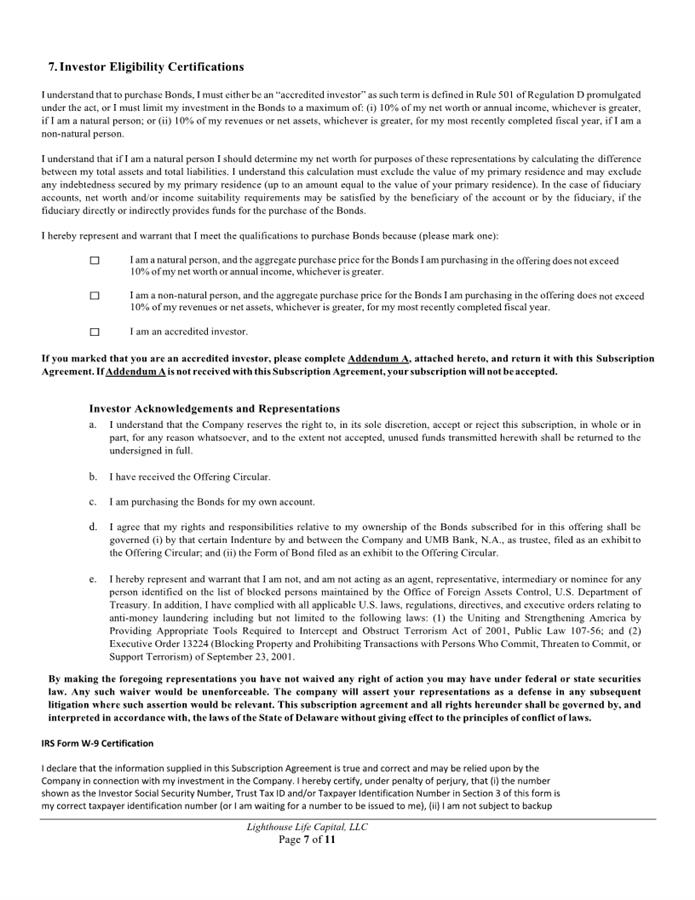 7. Investor Eligibility Certifications
I understand that to purchase Bonds, I must either be an “accredited investor” as such term is defined in Rule 501 of Regulation D promulgated
under the act, or I must limit my investment in the Bonds to a maximum of: (i) 10% of my net worth or annual income, whichever is greater,
if I am a natural person; or (ii) 10% of my revenues or net assets, whichever is greater, for my most recently completed fiscal year, if I am a
non-natural person.
I understand that if I am a natural person I should determine my net worth for purposes of these representations by calculating the difference
between my total assets and total liabilities. I understand this calculation must exclude the value of my primary residence and may exclude
any indebtedness secured by my primary residence (up to an amount equal to the value of your primary residence). In the case of fiduciary
accounts, net worth and/or income suitability requirements may be satisfied by the beneficiary of the account or by the fiduciary, if the
fiduciary directly or indirectly provides funds for the purchase of the Bonds.
I hereby represent and warrant that I meet the qualifications to purchase Bonds because (please mark one):
☐ I am a natural person, and the aggregate purchase price for the Bonds I am purchasing in the offering does not exceed
10% of my net worth or annual income, whichever is greater.
☐ I am a non-natural person, and the aggregate purchase price for the Bonds I am purchasing in the offering does not exceed
10% of my revenues or net assets, whichever is greater, for my most recently completed fiscal year.
☐ I am an accredited investor.
If you marked that you are an accredited investor, please complete Addendum A, attached hereto, and return it with this Subscription
Agreement. If Addendum A is not received with this Subscription Agreement, your subscription will not be accepted.
Investor Acknowledgements and Representations
a. I understand that the Company reserves the right to, in its sole discretion, accept or reject this subscription, in whole or in
part, for any reason whatsoever, and to the extent not accepted, unused funds transmitted herewith shall be returned to the
undersigned in full.
b. I have received the Offering Circular.
c. I am purchasing the Bonds for my own account.
d. I agree that my rights and responsibilities relative to my ownership of the Bonds subscribed for in this offering shall be
governed (i) by that certain Indenture by and between the Company and UMB Bank, N.A., as trustee, filed as an exhibit to
the Offering Circular; and (ii) the Form of Bond filed as an exhibit to the Offering Circular.
e. I hereby represent and warrant that I am not, and am not acting as an agent, representative, intermediary or nominee for any
person identified on the list of blocked persons maintained by the Office of Foreign Assets Control, U.S. Department of
Treasury. In addition, I have complied with all applicable U.S. laws, regulations, directives, and executive orders relating to
anti-money laundering including but not limited to the following laws: (1) the Uniting and Strengthening America by
Providing Appropriate Tools Required to Intercept and Obstruct Terrorism Act of 2001, Public Law 107-56; and (2)
Executive Order 13224 (Blocking Property and Prohibiting Transactions with Persons Who Commit, Threaten to Commit, or
Support Terrorism) of September 23, 2001.
By making the foregoing representations you have not waived any right of action you may have under federal or state securities
law. Any such waiver would be unenforceable. The company will assert your representations as a defense in any subsequent
litigation where such assertion would be relevant. This subscription agreement and all rights hereunder shall be governed by, and
interpreted in accordance with, the laws of the State of Delaware without giving effect to the principles of conflict of laws.
IRS Form W-9 Certification
I declare that the information supplied in this Subscription Agreement is true and correct and may be relied upon by the
Company in connection with my investment in the Company. I hereby certify, under penalty of perjury, that (i) the number
shown as the Investor Social Security Number, Trust Tax ID and/or Taxpayer Identification Number in Section 3 of this form is
my correct taxpayer identification number (or I am waiting for a number to be issued to me), (ii) I am not subject to backup
Lighthouse Life Capital, LLC
Page 7 of 11